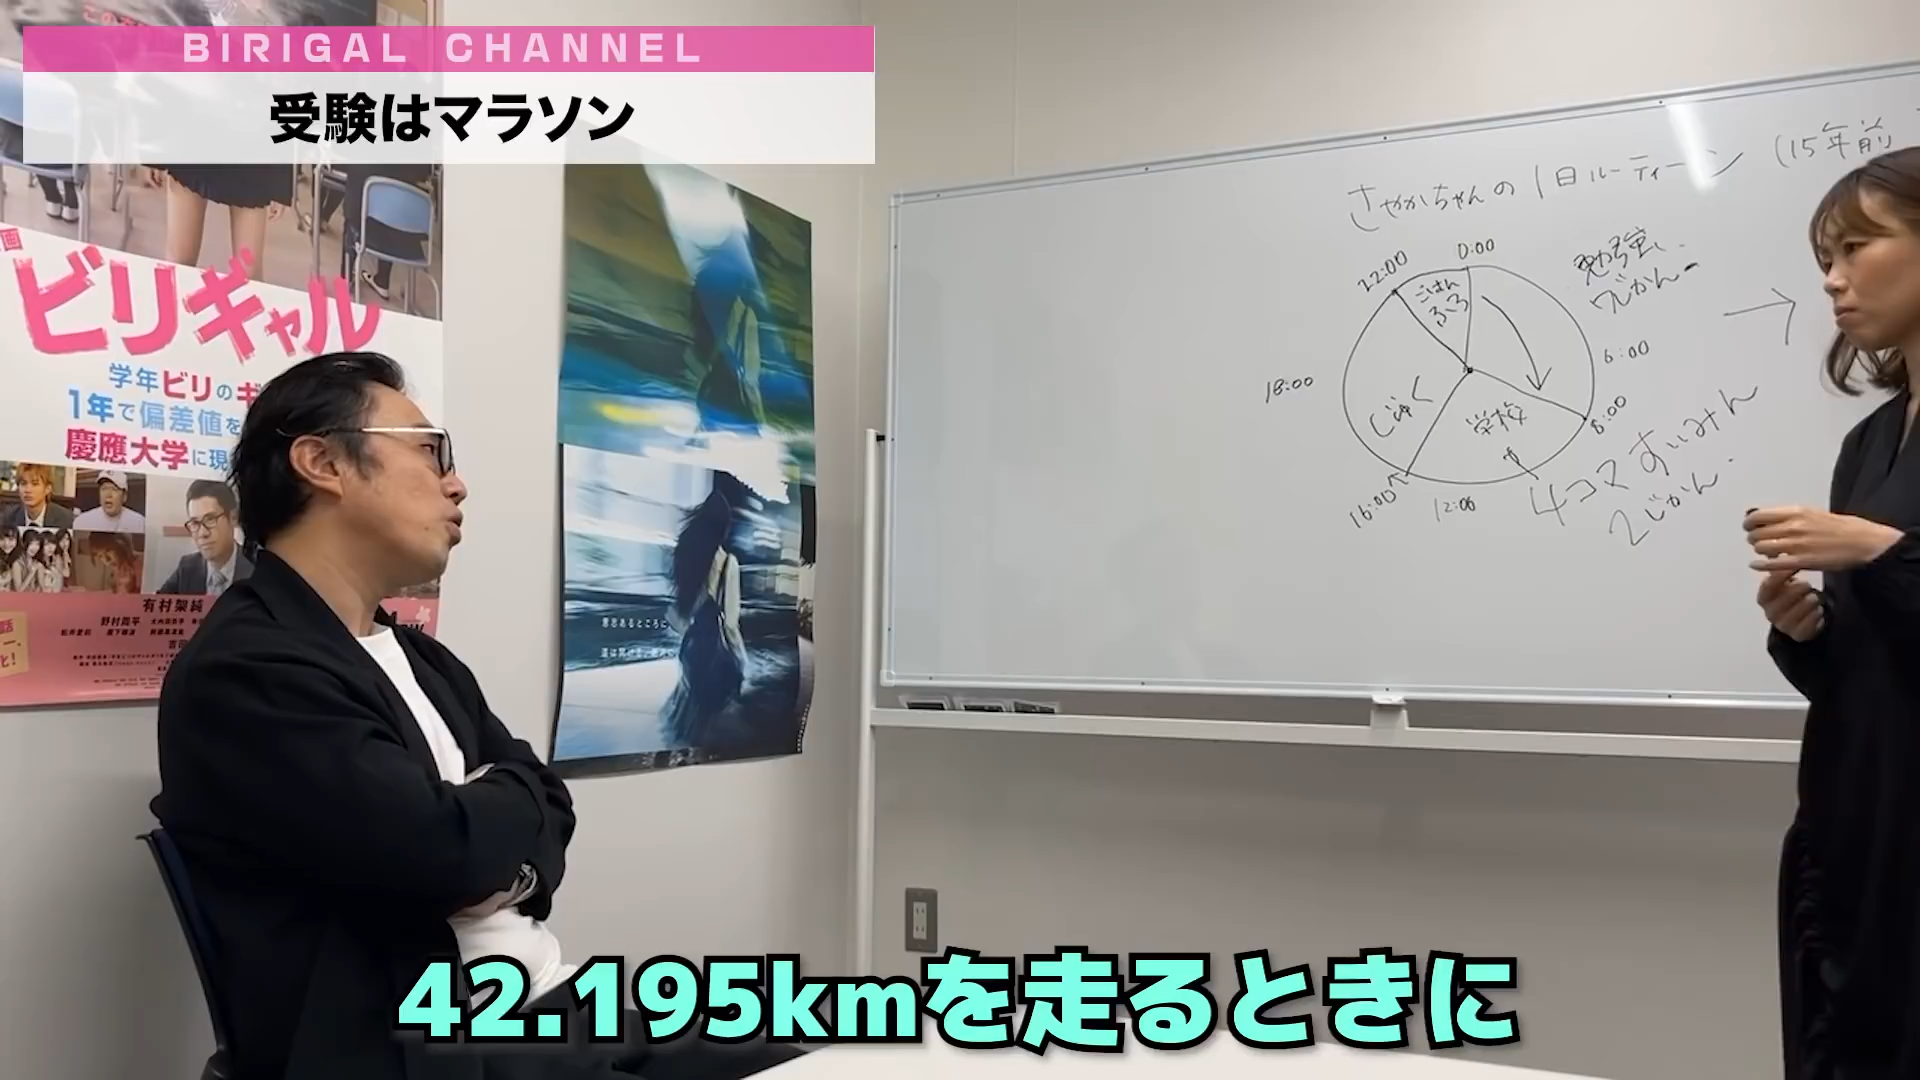 BIRIGAL CHANNEL
受験はマラソン
ビリギャル
学年ビリのギ
1年で偏差値を
慶應大学に現
有村架純
野村周平
さやかちゃんの1日ルーティーン (15年前
22:00
0:00
ごはん
ふろ
勉強
6:00
18:00
じゅく
学校
8:00
16:00
12:00
4コマすいみん
2じかん
42.195kmを走るときに